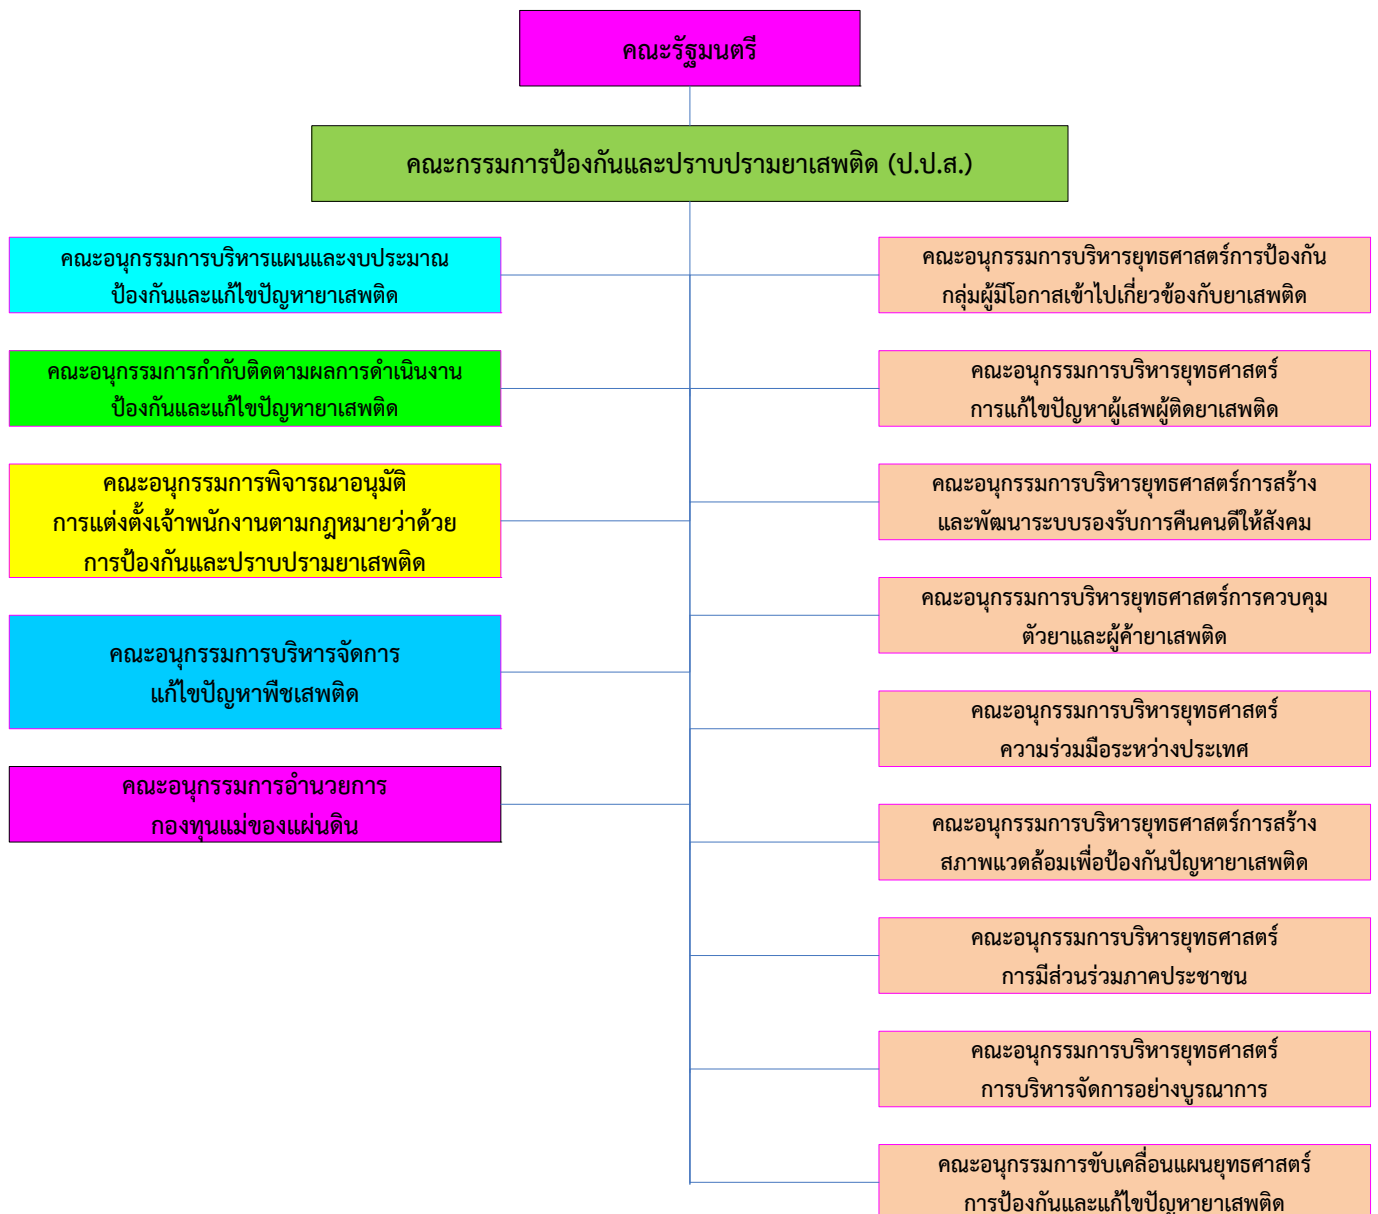 คณะรัฐมนตรี
คณะกรรมการป้องกันและปราบปรามยาเสพติด (ป.ป.ส.)
คณะอนุกรรมการบริหารแผนและงบประมาณ
ป้องกันและแก้ไขปัญหายาเสพติด
คณะอนุกรรมการกำกับติดตามผลการดำเนินงาน
ป้องกันและแก้ไขปัญหายาเสพติด
คณะอนุกรรมการพิจารณาอนุมัติ
การแต่งตั้งเจ้าพนักงานตามกฎหมายว่าด้วย
การป้องกันและปราบปรามยาเสพติด
คณะอนุกรรมการบริหารจัดการ
แก้ไขปัญหาพืชเสพติด
คณะอนุกรรมการอำนวยการ
กองทุนแม่ของแผ่นดิน
คณะอนุกรรมการบริหารยุทธศาสตร์การป้องกัน
กลุ่มผู้มีโอกาสเข้าไปเกี่ยวข้องกับยาเสพติด
คณะอนุกรรมการบริหารยุทธศาสตร์
การแก้ไขปัญหาผู้เสพผู้ติดยาเสพติด
คณะอนุกรรมการบริหารยุทธศาสตร์การสร้าง
และพัฒนาระบบรองรับการคืนคนดีให้สังคม
คณะอนุกรรมการบริหารยุทธศาสตร์การควบคุม
ตัวยาและผู้ค้ายาเสพติด
คณะอนุกรรมการบริหารยุทธศาสตร์
ความร่วมมือระหว่างประเทศ
คณะอนุกรรมการบริหารยุทธศาสตร์การสร้าง
สภาพแวดล้อมเพื่อป้องกันปัญหายาเสพติด
คณะอนุกรรมการบริหารยุทธศาสตร์
การมีส่วนร่วมภาคประชาชน
คณะอนุกรรมการบริหารยุทธศาสตร์
การบริหารจัดการอย่างบูรณาการ
คณะอนุกรรมการขับเคลื่อนแผนยุทธศาสตร์
การป้องกันและแก้ไขปัญหายาเสพติด